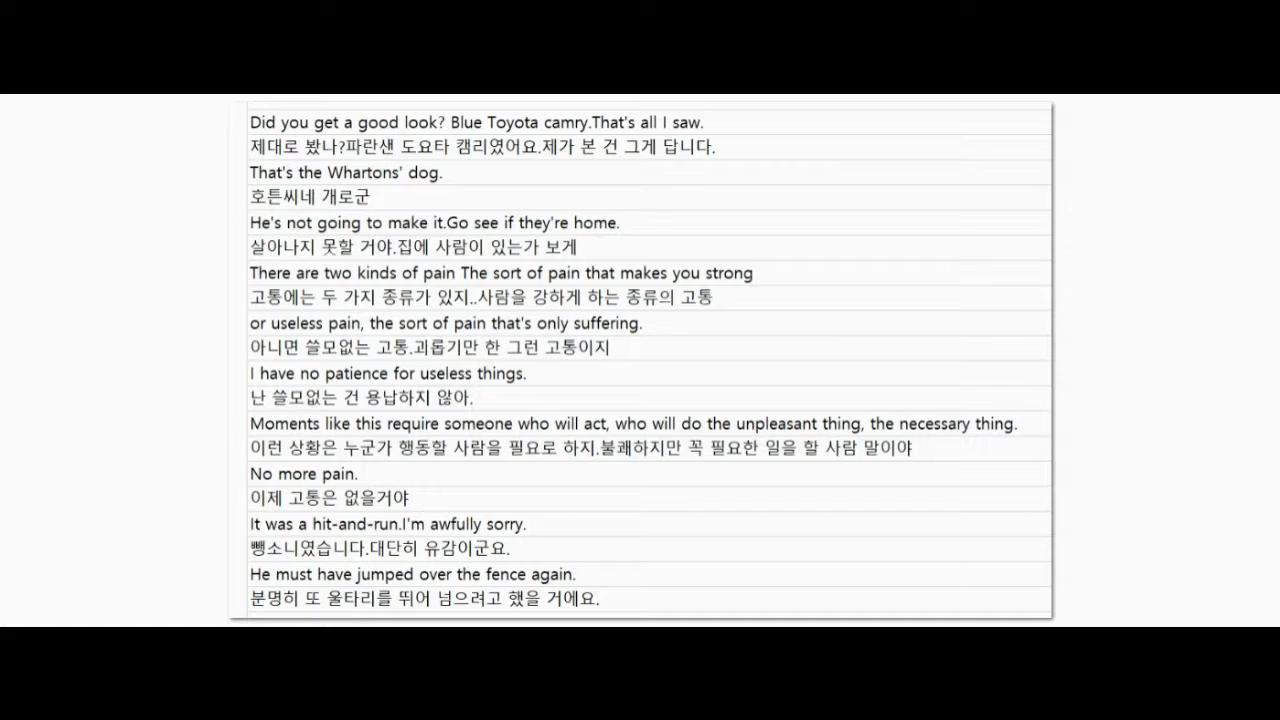 Did you get a good look? Blue Toyota camry.That's all I saw.
제대로 봤나?파란샌 도요타 캠리였어요.제가 본 건 그게 답니다.
That's the Whartons' dog.
호튼씨네 개로군
He's not going to make it.Go see if they're home.
살아나지 못할 거야.집에 사람이 있는가 보게
There are two kinds of pain The sort of pain that makes you strong
고통에는 두 가지 종류가 있지..사람을 강하게 하는 종류의 고통
or useless pain, the sort of pain that's only suffering.
아니면 쓸모없는 고통.괴롭기만 한 그런 고통이지
I have no patience for useless things.
난 쓸모없는 건 용납하지 않아.
Moments like this require someone who will act, who will do the unpleasant thing, the necessary thing.
이런 상황은 누군가 행동할 사람을 필요로 하지.불쾌하지만 꼭 필요한 일을 할 사람 말이야
No more pain.
이제 고통은 없을거야
It was a hit-and-run.I'm awfully sorry.
뺑소니였습니다.대단히 유감이군요.
He must have jumped over the fence again.
분명히 또 울타리를 뛰어 넘으려고 했을 거에요.